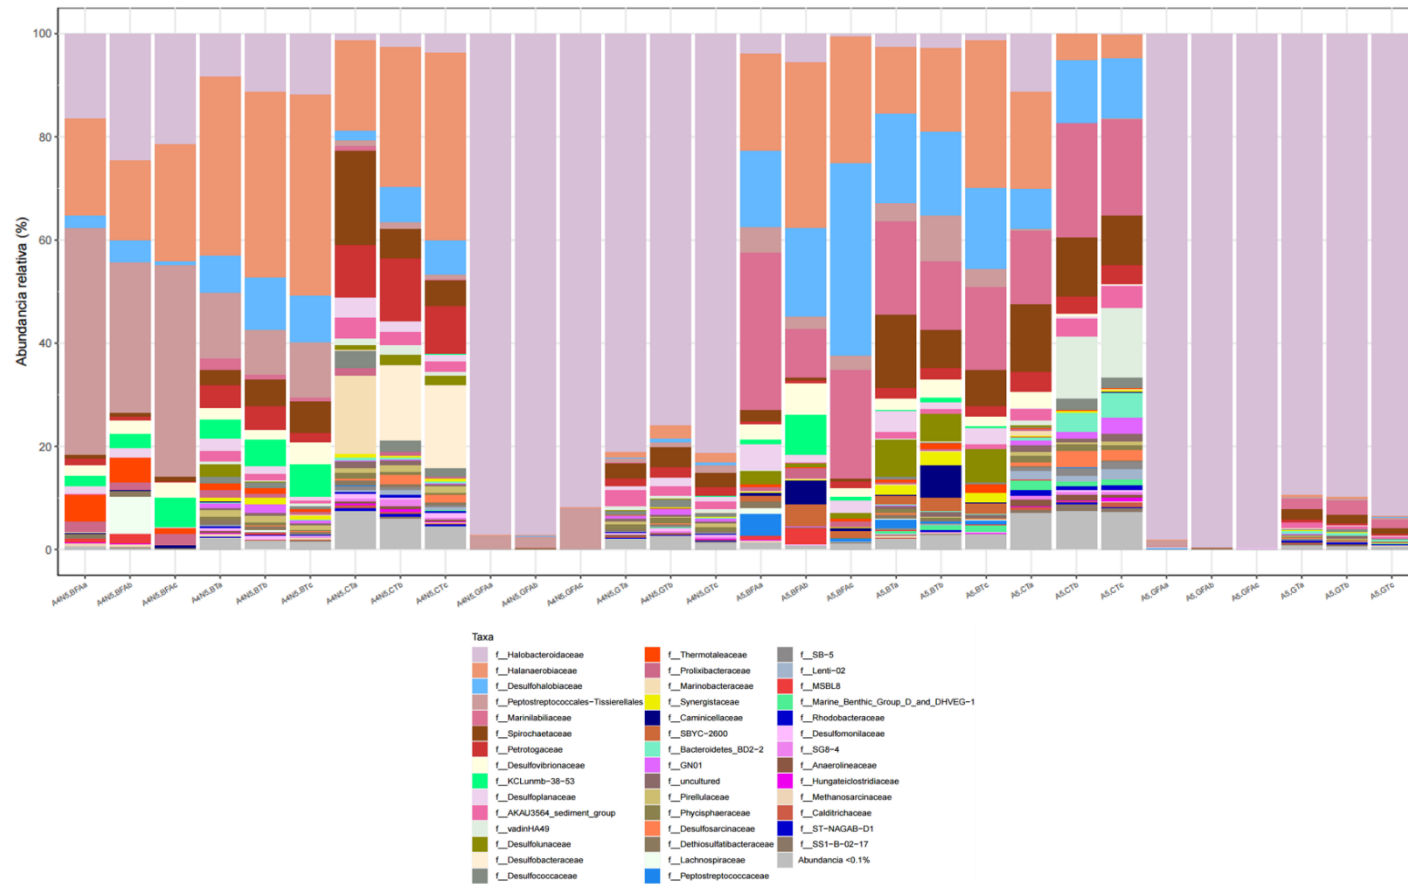 100
80
60
40
20
0
Abundancia relativa (%)
A4N5,BFAa
A4N5,BFAb
A4N5,BFAc
A4N5,BTa
A4N5,BTb
A4N5,BTc
A4N5,CTa
A4N5,CTb
A4N5,CTc
A4N5,GFAa
A4N5,GFAb
A4N5,GFAc
A4N5,GTa
A4N5,GTb
A4N5,GTc
A5,BFAa
A5,BFAb
A5,BFAc
A5,BTa
A5,BTb
A5,BTc
A5,CTa
A5,CTb
A5,CTc
A5,GFAa
A5,GFAb
A5,GFAc
A5,GTa
A5,GTb
A5,GTc
Taxa
f__Halobacteroidaceae
f__Halanaerobiaceae
f__Desulfohalobiaceae
f__Peptostreptococcales-Tissierellales
f__Marinilabiliaceae
f__Spirochaetaceae
f__Petrotogaceae
f__Desulfovibrionaceae
f__KCLunmb-38-53
f__Desulfoplanaceae
f__AKAU3564_sediment_group
f__vadinHA49
f__Desulfolunaceae
f__Desulfobacteraceae
f__Desulfococcaceae
f__Thermotaleaceae
f__Prolixibacteraceae
f__Marinobacteraceae
f__Synergistaceae
f__Caminicellaceae
f__SBYC-2600
f__Bacteroidetes_BD2-2
f__GN01
f__uncultured
f__Pirellulaceae
f__Phycisphaeraceae
f__Desulfosarcinaceae
f__Dethiosulfatibacteraceae
f__Lachnospiraceae
f__Peptostreptococcaceae
f__SB-5
f__Lenti-02
f__MSBL8
f__Marine_Benthic_Group_D_and_DHVEG-1
f__Rhodobacteraceae
f__Desulfomonilaceae
f__SG8-4
f__Anaerolineaceae
f__Hungateiclostridiaceae
f__Methanosarcinaceae
f__Calditrichaceae
f__ST-NAGAB-D1
f__SS1-B-02-17
Abundancia <0.1%